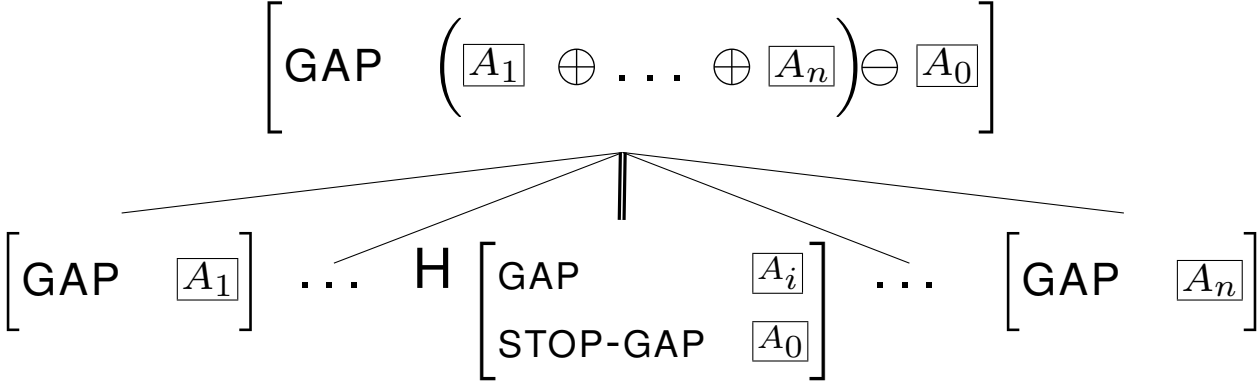 [GAP (A₁ ⊕ ... ⊕ Aₙ) ⊖ A₀]
[GAP A₁] ... H [GAP Aᵢ ... [GAP Aₙ]
STOP-GAP A₀]